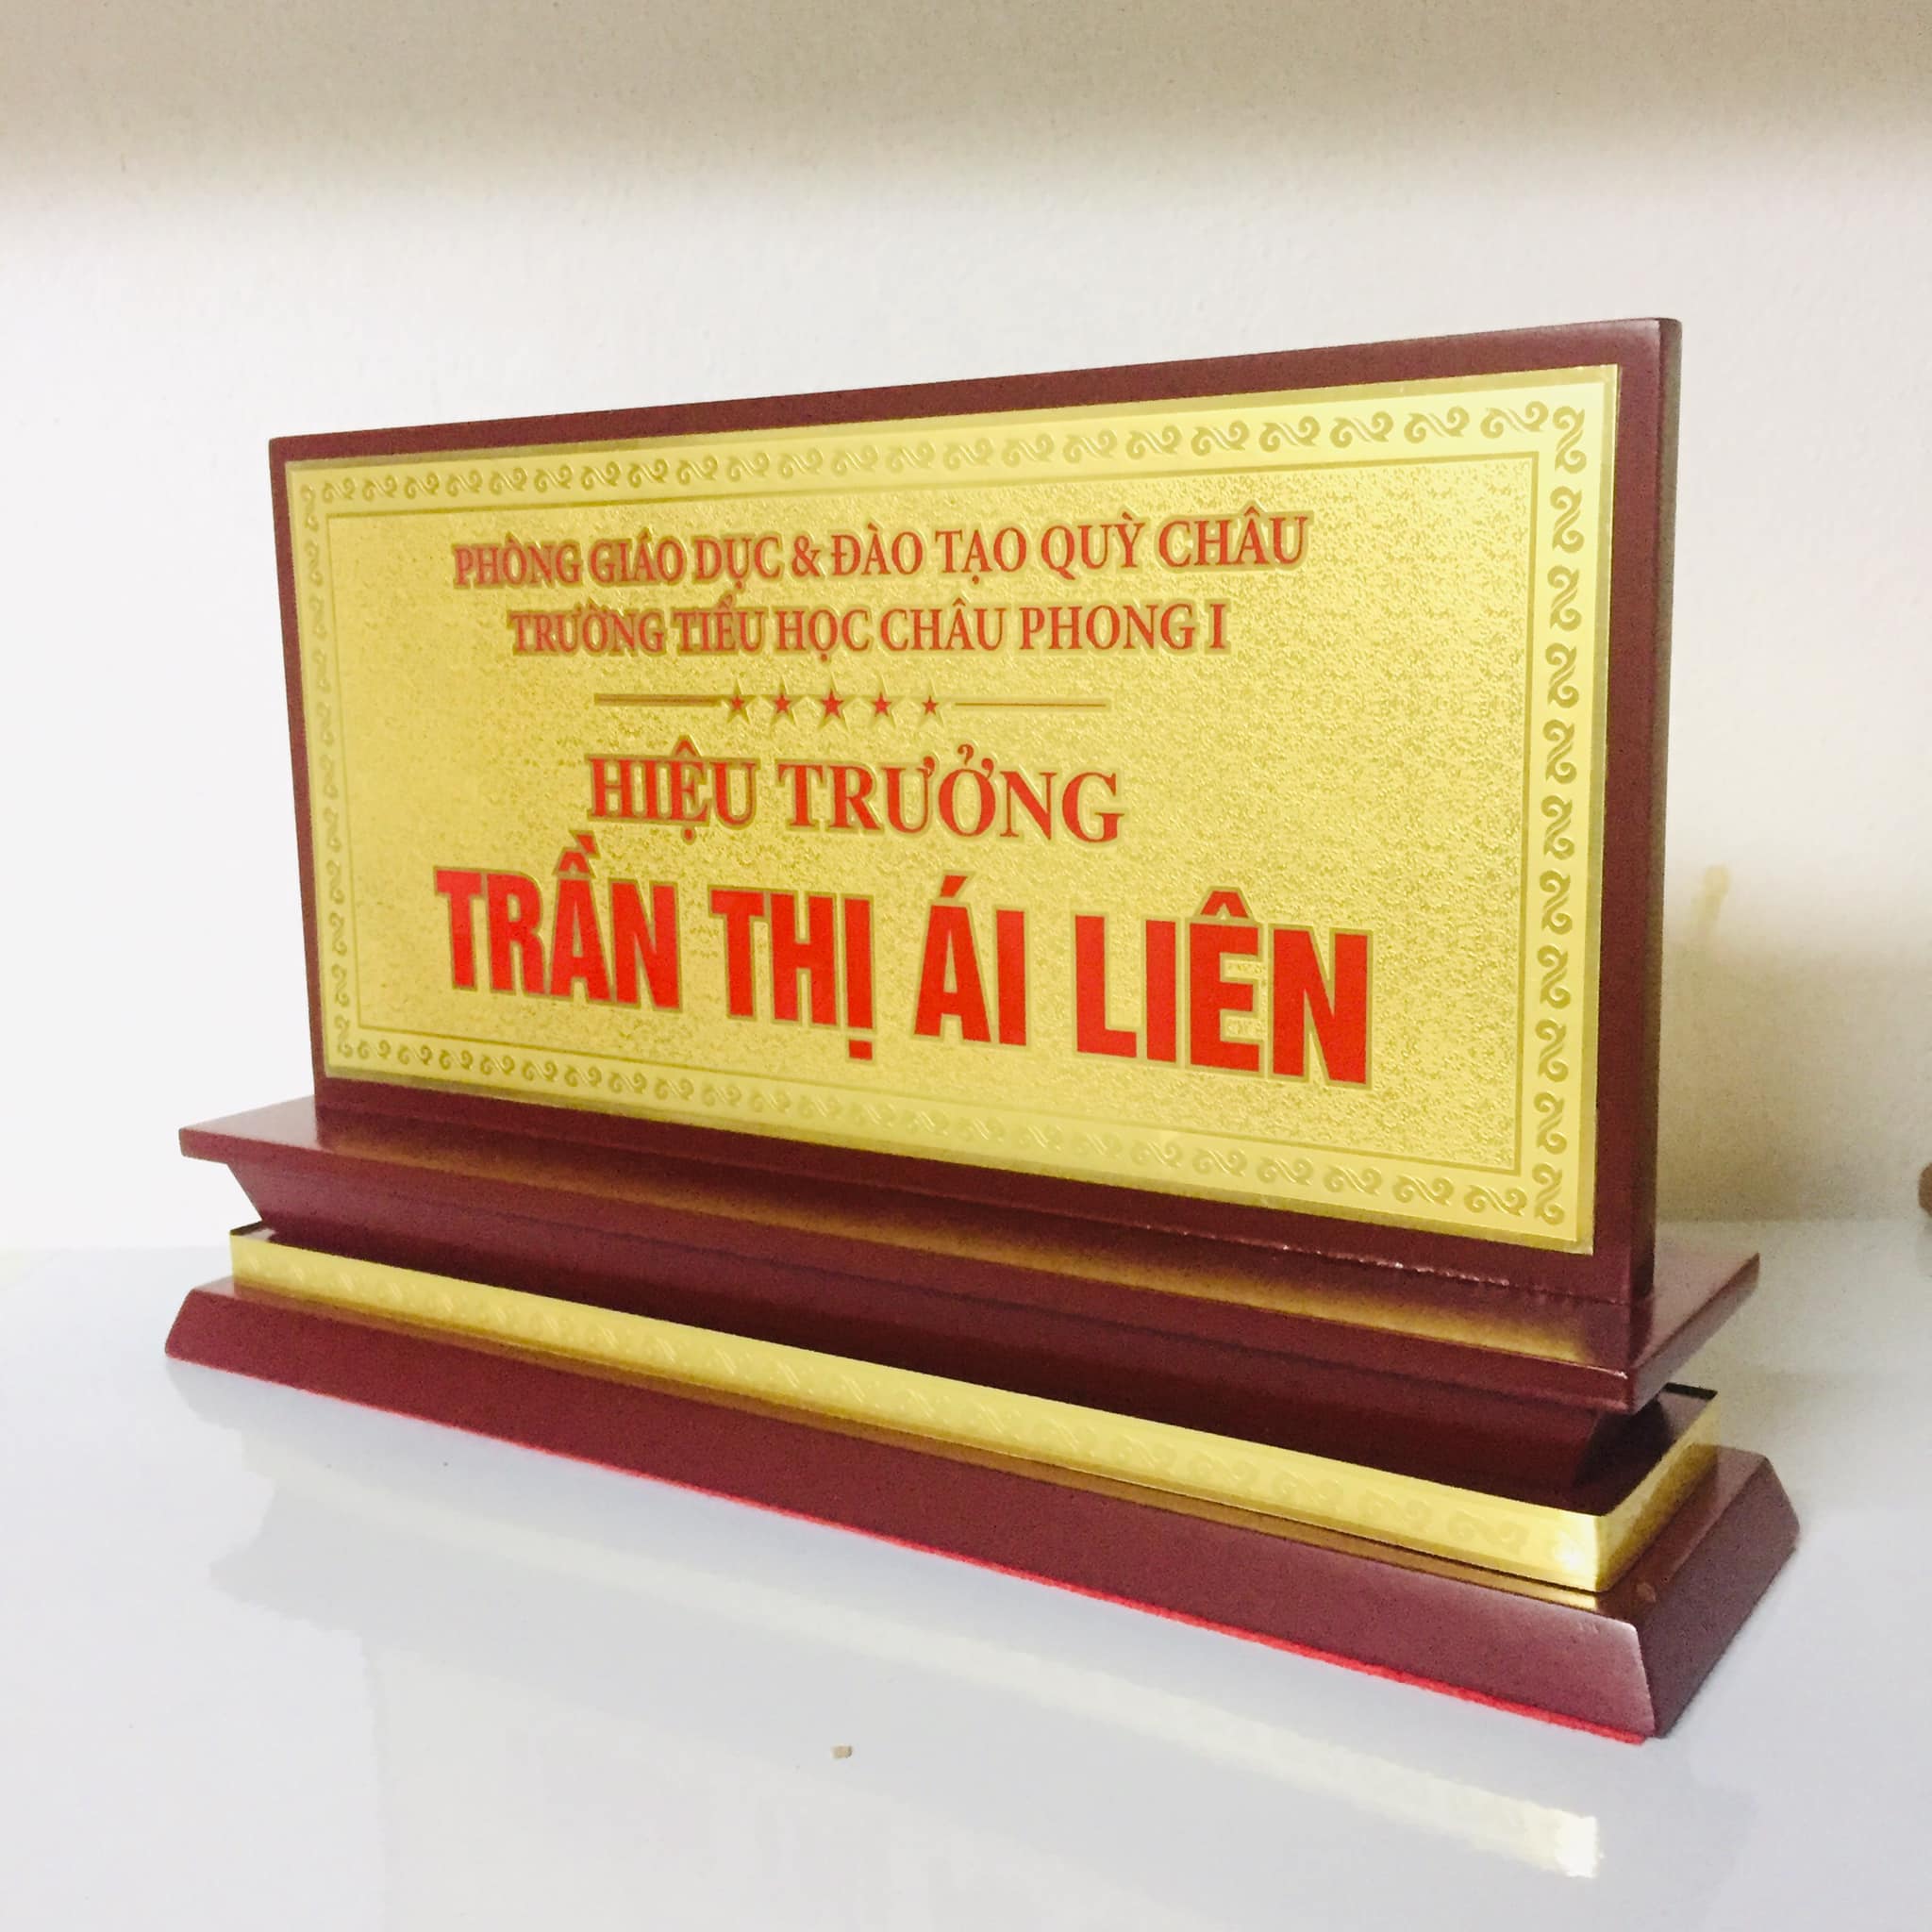 PHÒNG GIÁO DỤC & ĐÀO TẠO QUỲ CHÂU
TRƯỜNG TIỂU HỌC CHÂU PHONG I
HIỆU TRƯỞNG
TRẦN THỊ ÁI LIÊN